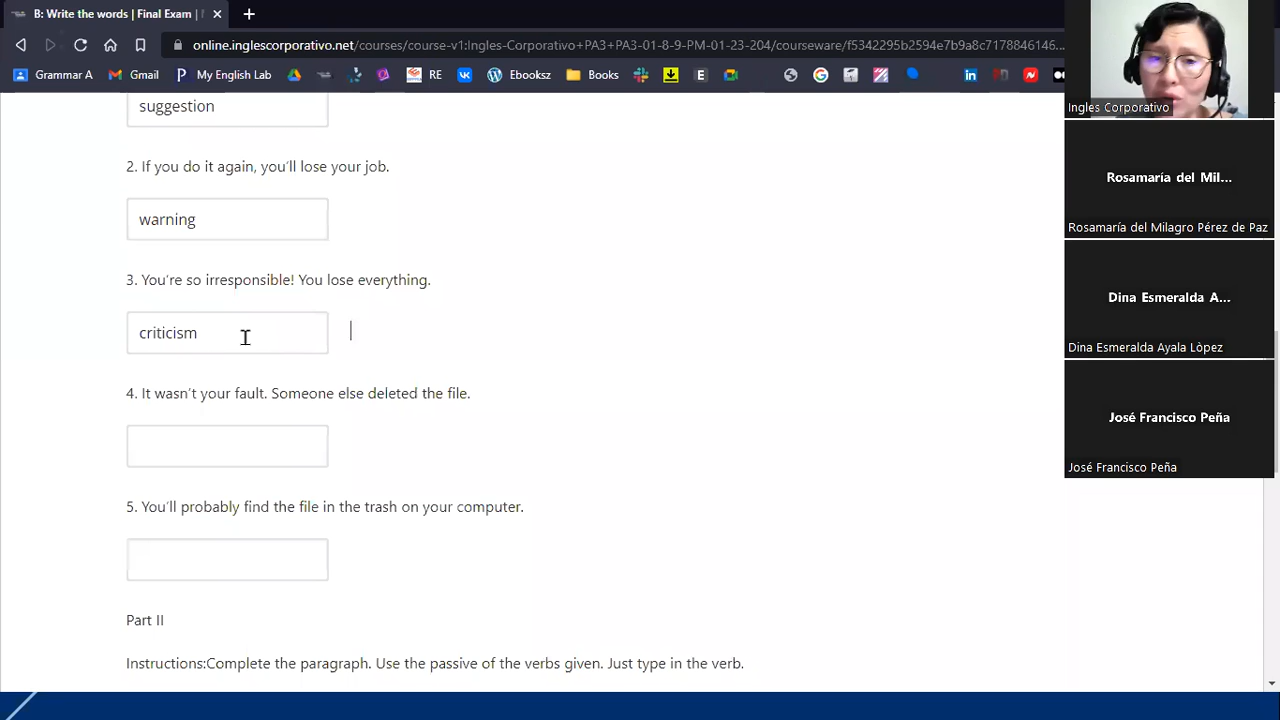 B: Write the words | Final Exam |
online.inglescorporativo.net/courses/course-v1:Ingles-Corporativo+PA3+PA3-01-8-9-PM-01-23-204/courseware/f5342295b2594e7b9a8c7178846146...
Grammar A
Gmail
My English Lab
RE
Ebooksz
Books
E
Ingles Corporativo
suggestion
2. If you do it again, you'll lose your job.
warning
3. You're so irresponsible! You lose everything.
criticism
4. It wasn't your fault. Someone else deleted the file.
5. You'll probably find the file in the trash on your computer.
Part II
Instructions:Complete the paragraph. Use the passive of the verbs given. Just type in the verb.
Rosamaría del Mil...
Rosamaría del Milagro Pérez de Paz
Dina Esmeralda A...
Dina Esmeralda Ayala Lòpez
José Francisco Peña
José Francisco Peña